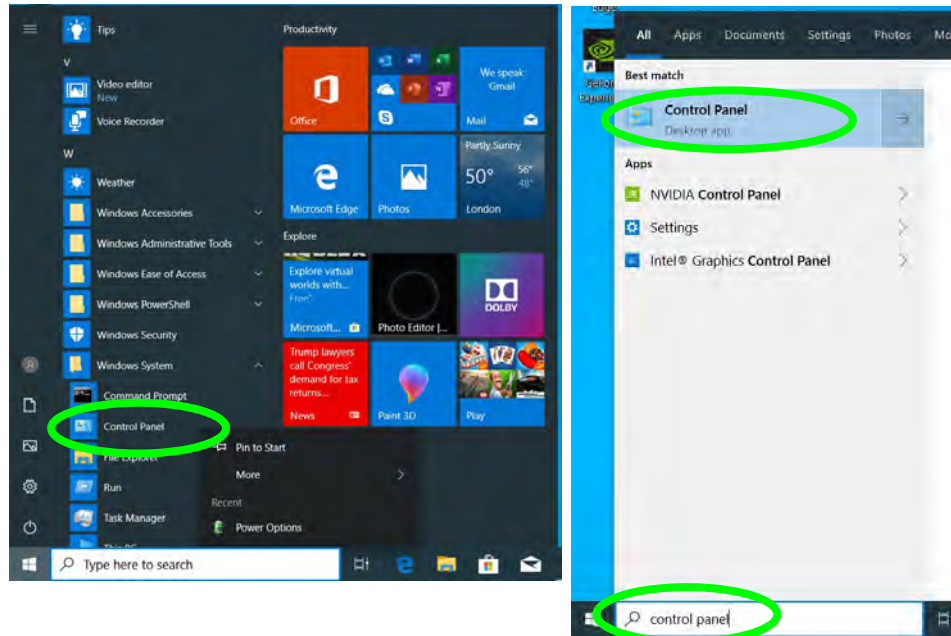 Tips
V
Video editor
New
Voice Recorder
W
Weather
Windows Accessories
Windows Administrative Tools
Windows Ease of Access
Windows PowerShell
Windows Security
Windows System
Command Prompt
Control Panel
File Explorer
Run
Task Manager
This PC
Productivity
Office
We speak
Gmail
Mail
Microsoft Edge
Photos
Partly Sunny
50° 56°
48°
London
Explore
Explore virtual
worlds with...
Free*
Microsoft...
Photo Editor |...
DOLBY
Trump lawyers
call Congress'
demand for tax
returns...
News
Paint 3D
Play
Pin to Start
More
Recent
Power Options
Type here to search
Edge
All Apps Documents Settings Photos Mo
Best match
Control Panel
Desktop app
Apps
NVIDIA Control Panel
Settings
Intel® Graphics Control Panel
control panel